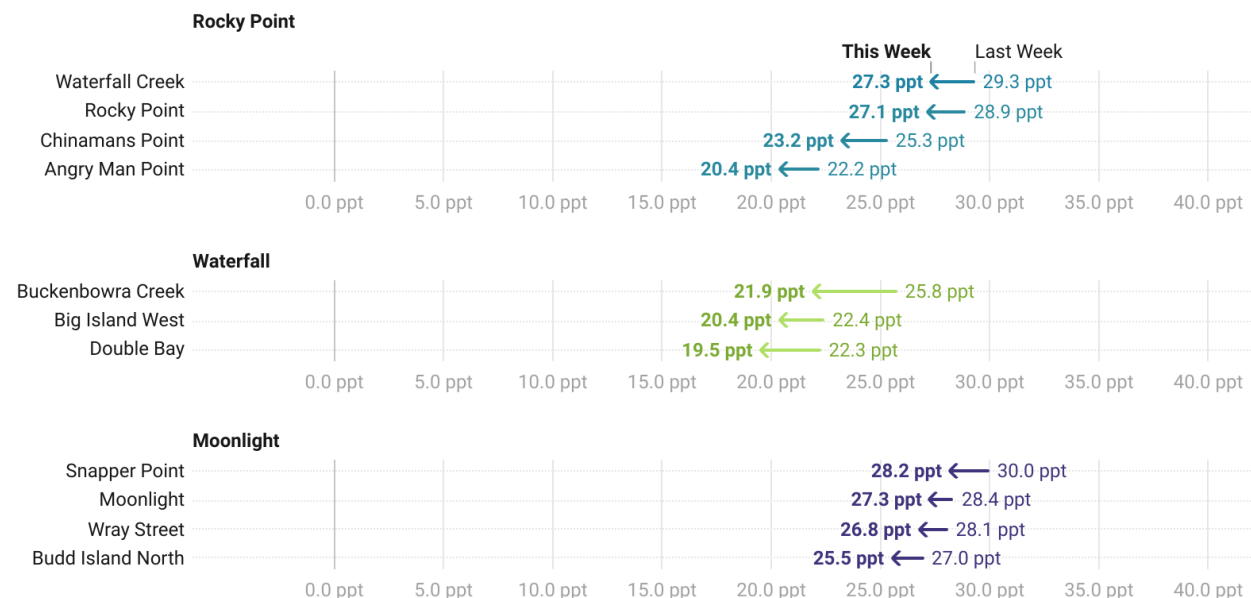 Rocky Point
This Week Last Week
Waterfall Creek 27.3 ppt 29.3 ppt
Rocky Point 27.1 ppt 28.9 ppt
Chinamans Point 23.2 ppt 25.3 ppt
Angry Man Point 20.4 ppt 22.2 ppt
0.0 ppt 5.0 ppt 10.0 ppt 15.0 ppt 20.0 ppt 25.0 ppt 30.0 ppt 35.0 ppt 40.0 ppt
Waterfall
Buckenbowra Creek 21.9 ppt 25.8 ppt
Big Island West 20.4 ppt 22.4 ppt
Double Bay 19.5 ppt 22.3 ppt
0.0 ppt 5.0 ppt 10.0 ppt 15.0 ppt 20.0 ppt 25.0 ppt 30.0 ppt 35.0 ppt 40.0 ppt
Moonlight
Snapper Point 28.2 ppt 30.0 ppt
Moonlight 27.3 ppt 28.4 ppt
Wray Street 26.8 ppt 28.1 ppt
Budd Island North 25.5 ppt 27.0 ppt
0.0 ppt 5.0 ppt 10.0 ppt 15.0 ppt 20.0 ppt 25.0 ppt 30.0 ppt 35.0 ppt 40.0 ppt